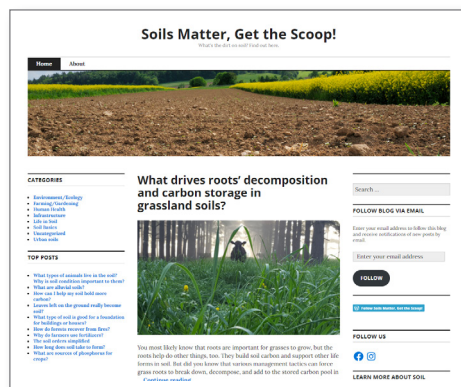 Soils Matter, Get the Scoop!
What's the dirt on soil? Find out here.
Home
About
CATEGORIES
Environment/Ecology
Farming/Gardening
Human Health
Infrastructure
Life in Soil
Soil Basics
Uncategorized
Urban soils
TOP POSTS
What types of animals live in the soil?
Why is soil condition important to them?
What are alluvial soils?
How can I help my soil hold more
carbon?
Leaves left on the ground really become
soil?
What type of soil is good for a foundation
for buildings or houses?
How do forests recover from fires?
Why do farmers use fertilizers?
The soil orders simplified
How long does soil take to form?
What are sources of phosphorus for
crops?
What drives roots' decomposition
and carbon storage in
grassland soils?
You most likely know that roots are important for grasses to grow, but the
roots help do other things, too. They build soil carbon and support other life
forms in soil. But did you know that various management tactics can force
grass roots to break down, decompose, and add to the stored carbon pool in
Continue reading
Search ...
FOLLOW BLOG VIA EMAIL
Enter your email address to follow this blog
and receive notifications of new posts by
email.
Enter your email address
FOLLOW
Follow Soils Matter, Get the Scoop!
FOLLOW US
LEARN MORE ABOUT SOIL